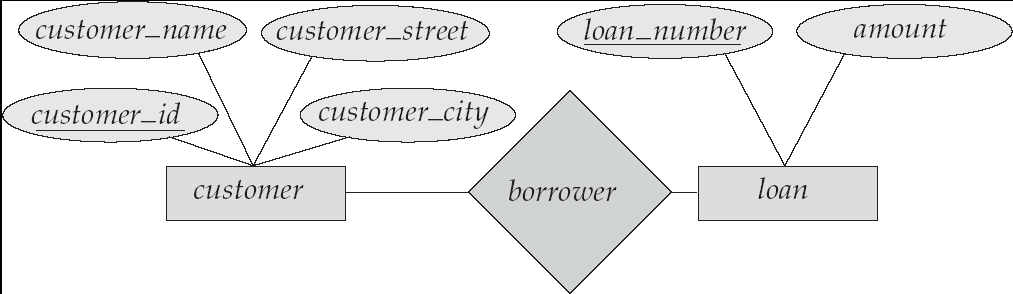 customer_name
customer_street
loan_number
amount
customer_id
customer_city
customer
borrower
loan